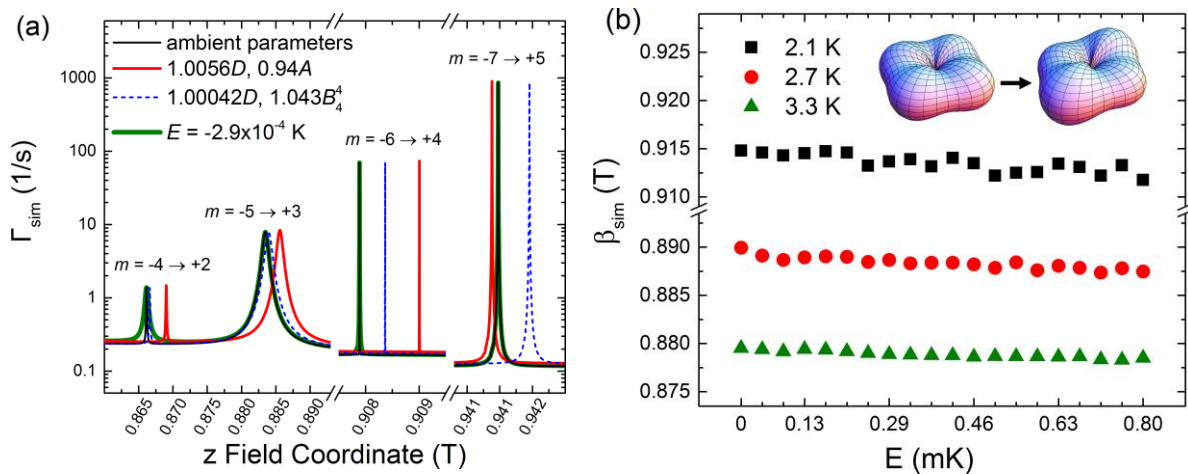 (a)
ambient parameters
1.0056D, 0.94A
1.00042D, 1.043B₄⁴
E = -2.9x10⁻⁴ K
m = -7 → +5
m = -6 → +4
m = -5 → +3
m = -4 → +2
Γsim (1/s)
1000
100
10
1
0.1
0.865
0.870
0.880
0.885
0.890
0.908
0.909
0.941
0.941
0.942
z Field Coordinate (T)
(b)
2.1 K
2.7 K
3.3 K
βsim (T)
0.925
0.920
0.915
0.910
0.890
0.885
0.880
0.875
0
0.13
0.29
0.46
0.63
0.80
E (mK)